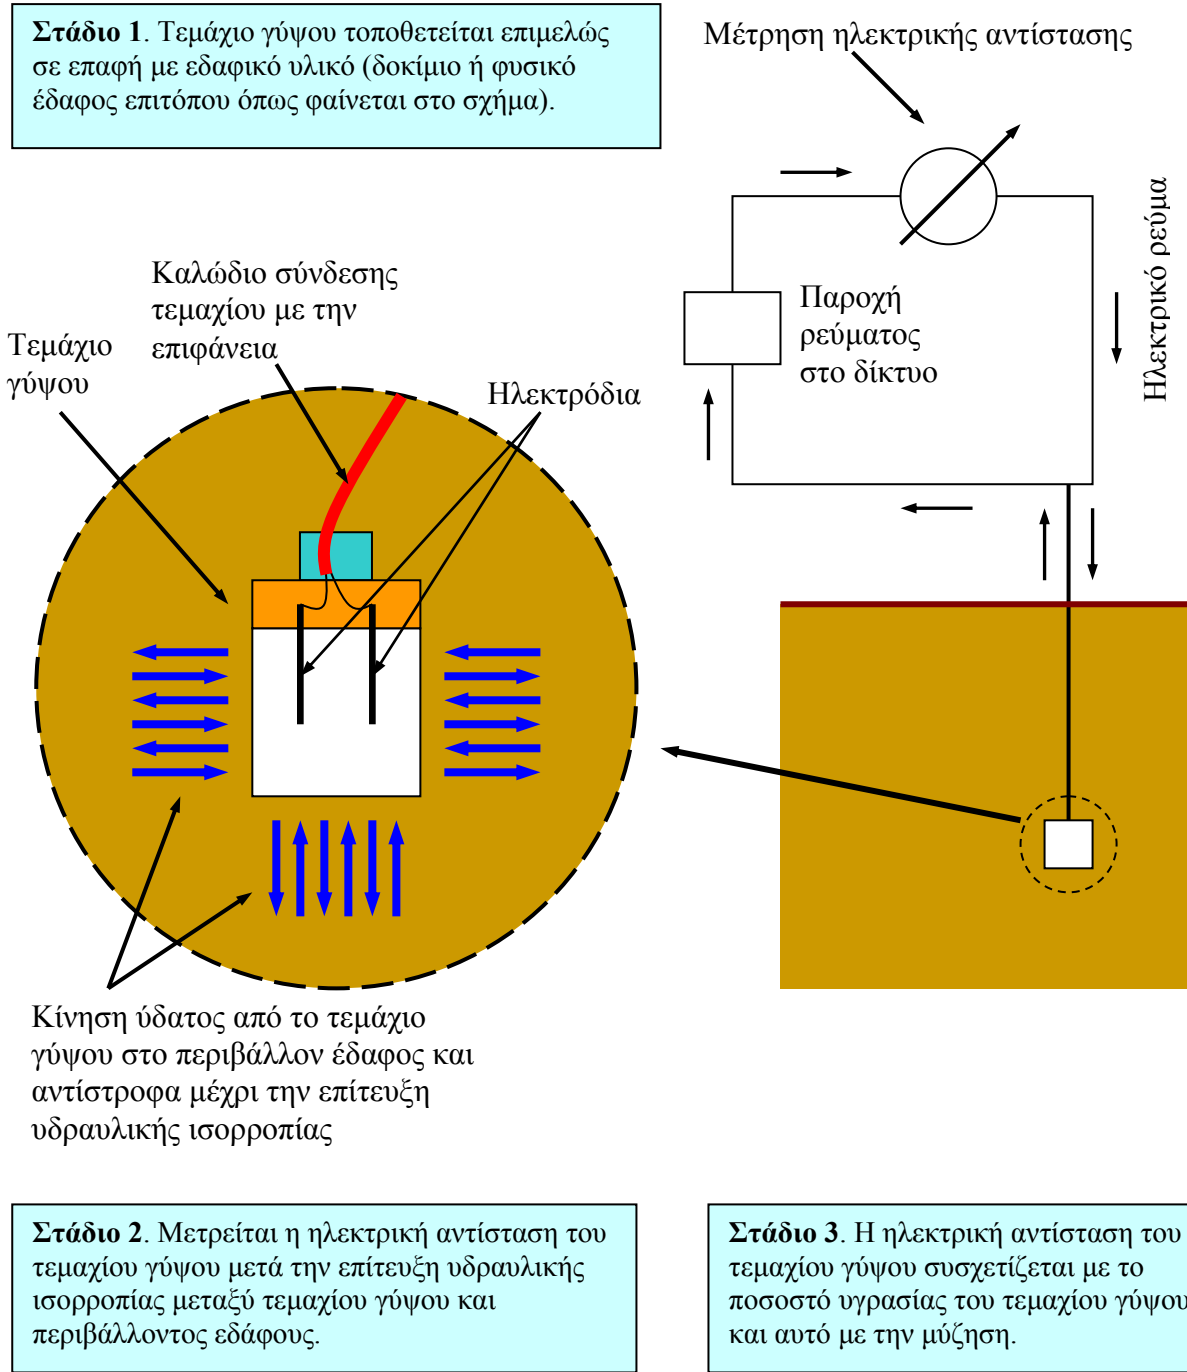 Στάδιο 1. Τεμάχιο γύψου τοποθετείται επιμελώς
σε επαφή με εδαφικό υλικό (δοκίμιο ή φυσικό
έδαφος επιτόπου όπως φαίνεται στο σχήμα).
Μέτρηση ηλεκτρικής αντίστασης
Ηλεκτρικό ρεύμα
Παροχή
ρεύματος
στο δίκτυο
Καλώδιο σύνδεσης
τεμαχίου με την
επιφάνεια
Τεμάχιο
γύψου
Ηλεκτρόδια
Κίνηση ύδατος από το τεμάχιο
γύψου στο περιβάλλον έδαφος και
αντίστροφα μέχρι την επίτευξη
υδραυλικής ισορροπίας
Στάδιο 2. Μετρείται η ηλεκτρική αντίσταση του
τεμαχίου γύψου μετά την επίτευξη υδραυλικής
ισορροπίας μεταξύ τεμαχίου γύψου και
περιβάλλοντος εδάφους.
Στάδιο 3. Η ηλεκτρική αντίσταση του
τεμαχίου γύψου συσχετίζεται με το
ποσοστό υγρασίας του τεμαχίου γύψου
και αυτό με την μύζηση.